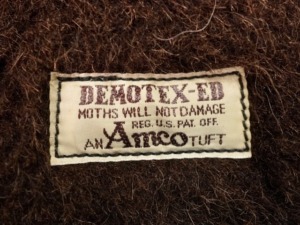 DEMOTEX-ED
MOTHS WILL NOT DAMAGE
REG. U.S. PAT. OFF.
AN Amco TUFT